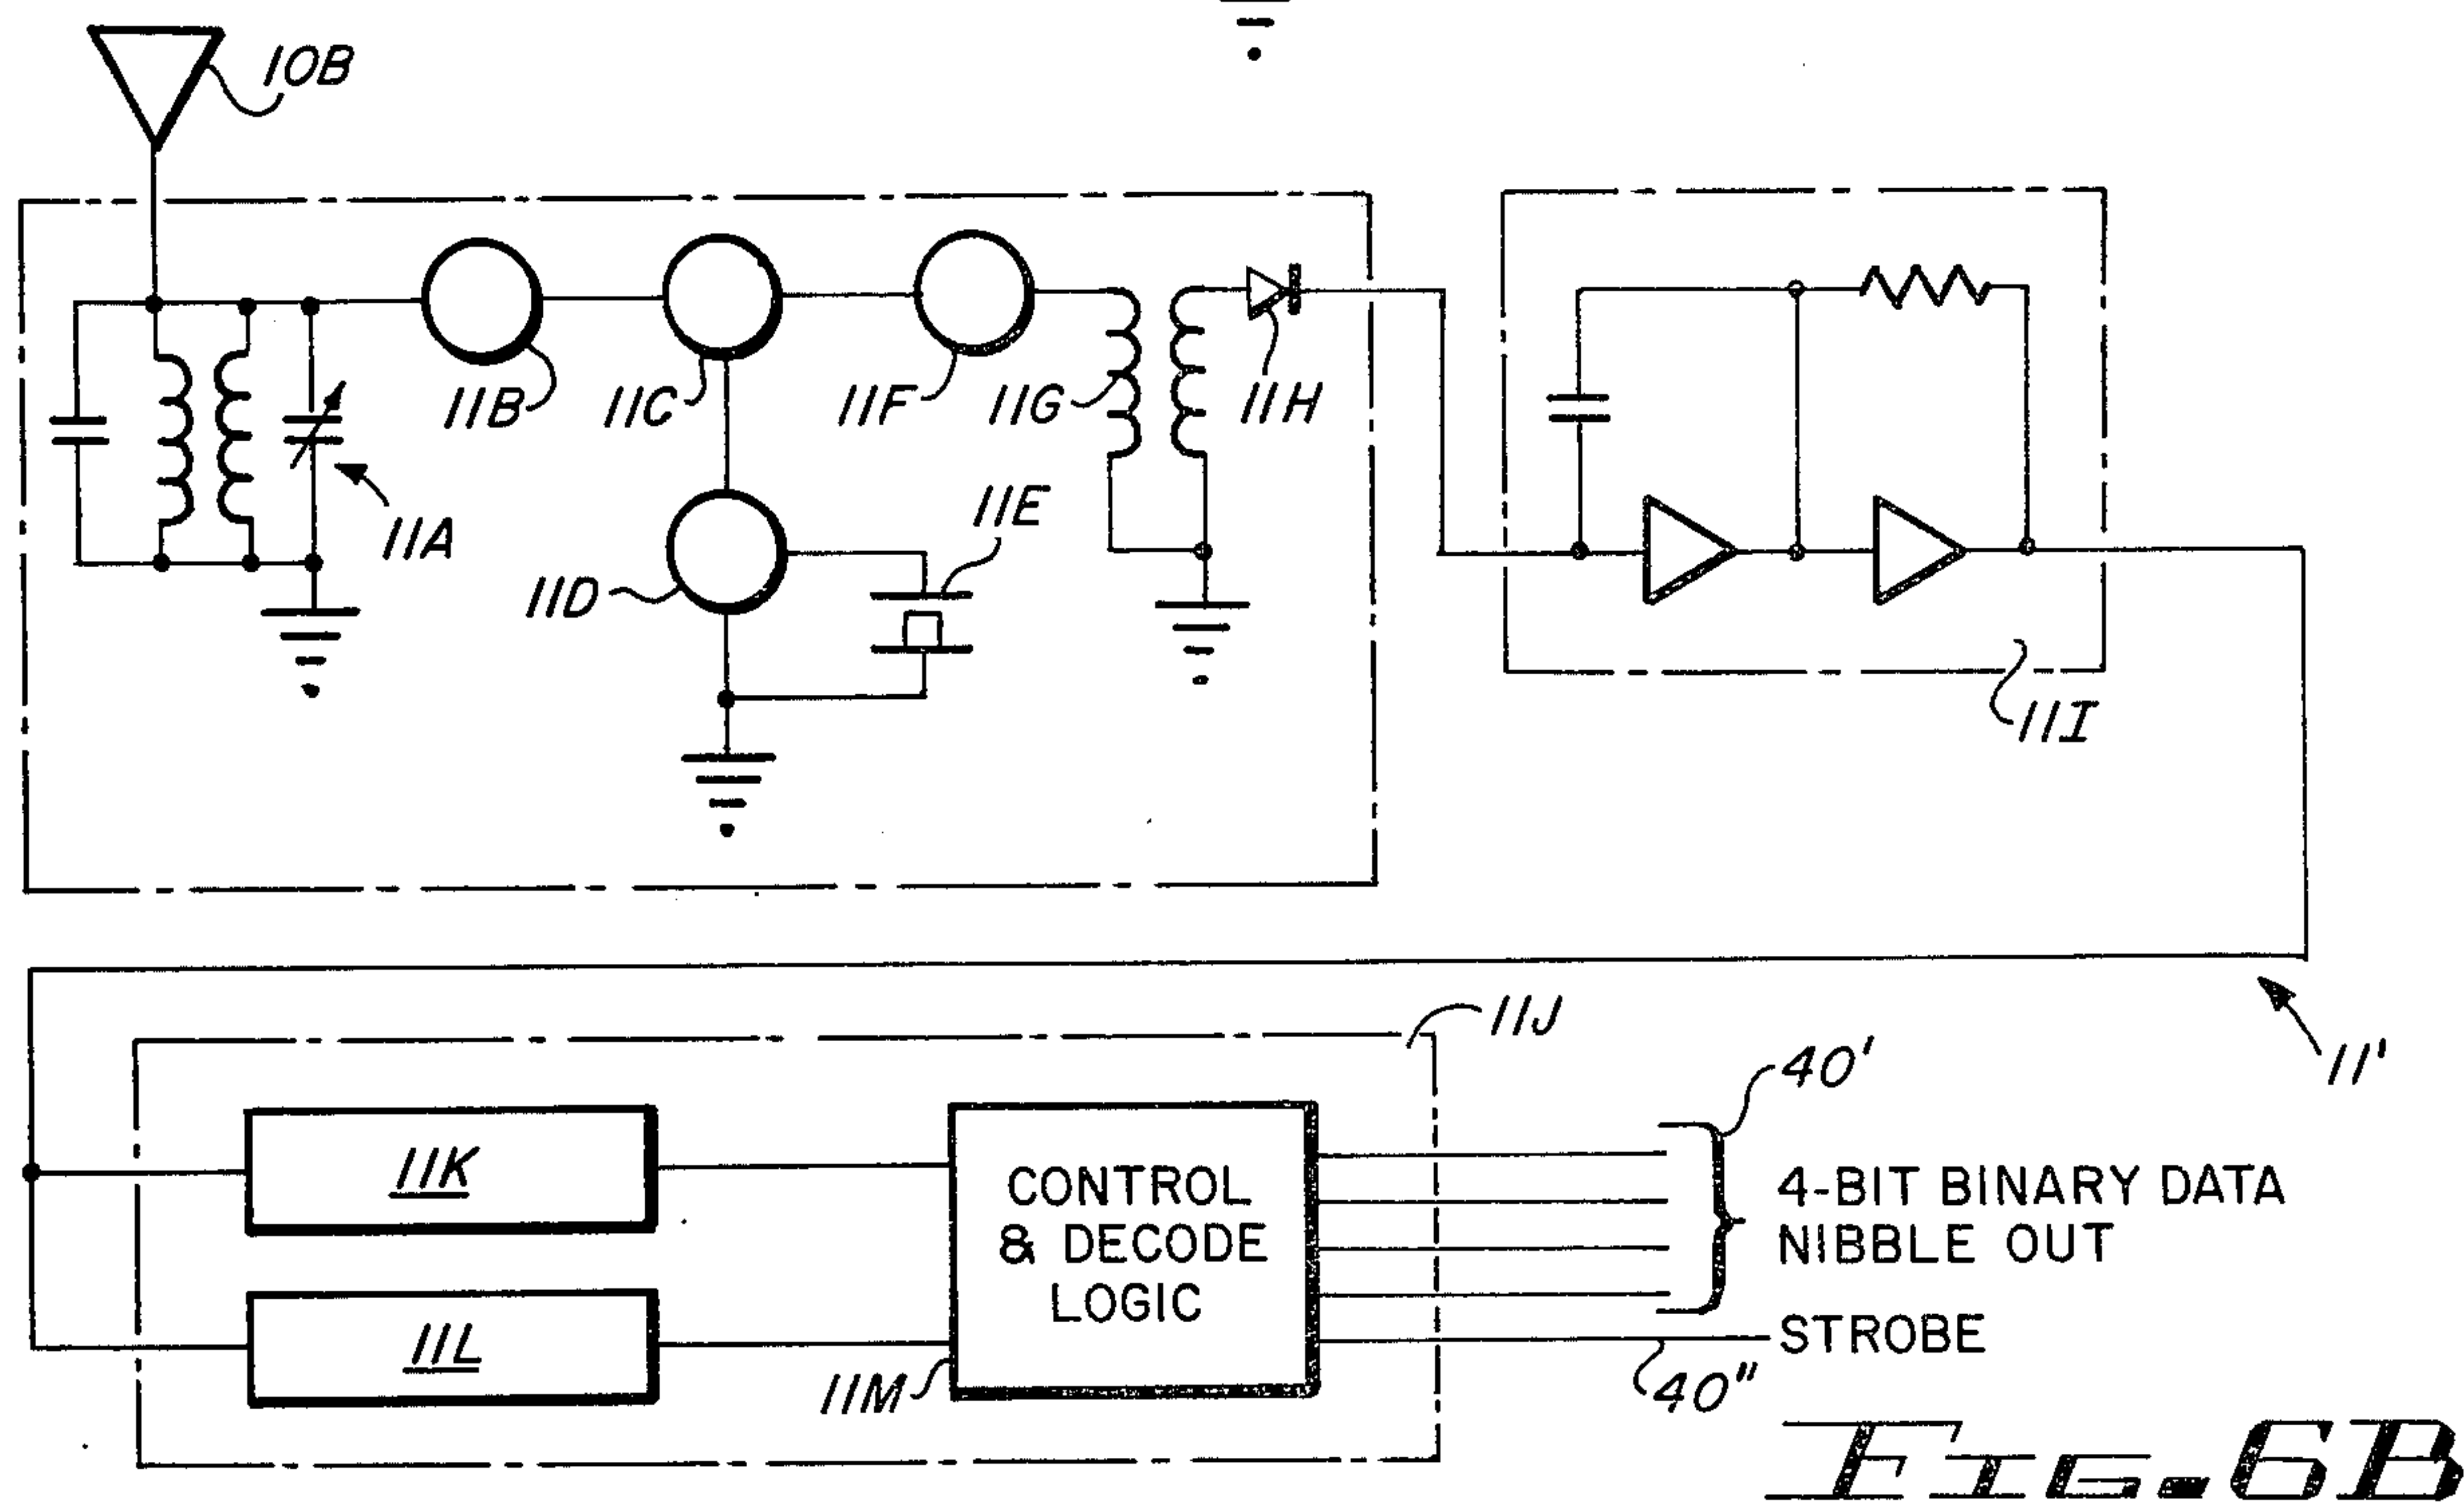 10B
11B
11C
11F
11G
11H
11A
11E
11D
11I
11J
11'
40'
11K
CONTROL
& DECODE
LOGIC
4-BIT BINARY DATA
NIBBLE OUT
11L
STROBE
11M
40"
FIG. 6B